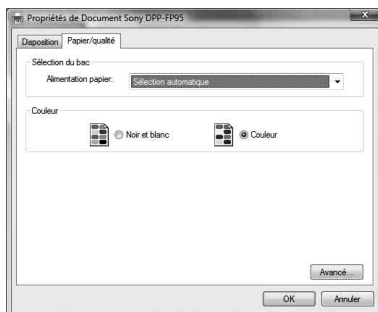 Propriétés de Document Sony DPP-FP95
Disposition Papier/qualité
Sélection du bac
Alimentation papier: Sélection automatique
Couleur
Noir et blanc Couleur
Avancé...
OK Annuler